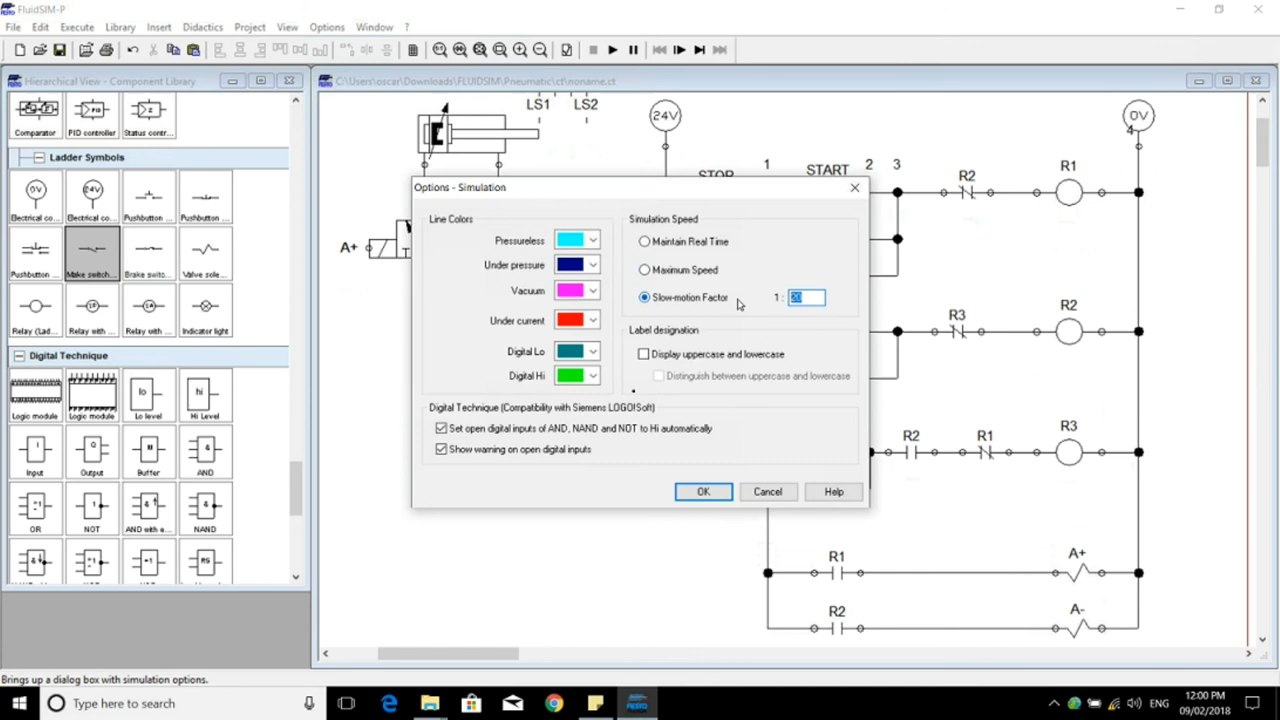 FluidSIM-P
File Edit Execute Library Insert Didactics Project View Options Window ?
Hierarchical View - Component Library
C:\Users\oscar\Downloads\FLUIDSIM\Pneumatic\ct\noname.ct
Comparator PID controller Status contr...
Ladder Symbols
Electrical co... Electrical co... Pushbutton ... Pushbutton...
0V 24V
Pushbutton Make switch... Brake switc... Valve sole...
Relay (Lad... Relay with ... Relay with ... Indicator light
Digital Technique
Logic module Logic module Lo level Hi Level
lo hi
Input Output Buffer AND
I Q & 
OR NOT AND with e... NAND
LS1 LS2
24V
0V
4
STOP 1 START 2 3
A+
R2 R1
R3 R2
R2 R1 R3
R1 A+
R2 A-
Options - Simulation
Line Colors
Pressureless
Under pressure
Vacuum
Under current
Digital Lo
Digital Hi
Simulation Speed
Maintain Real Time
Maximum Speed
Slow-motion Factor 1 : 20
Label designation
Display uppercase and lowercase
Distinguish between uppercase and lowercase
Digital Technique (Compatibility with Siemens LOGO!Soft)
Set open digital inputs of AND, NAND and NOT to Hi automatically
Show warning on open digital inputs
OK Cancel Help
Brings up a dialog box with simulation options.
Type here to search
ENG
12:00 PM
09/02/2018